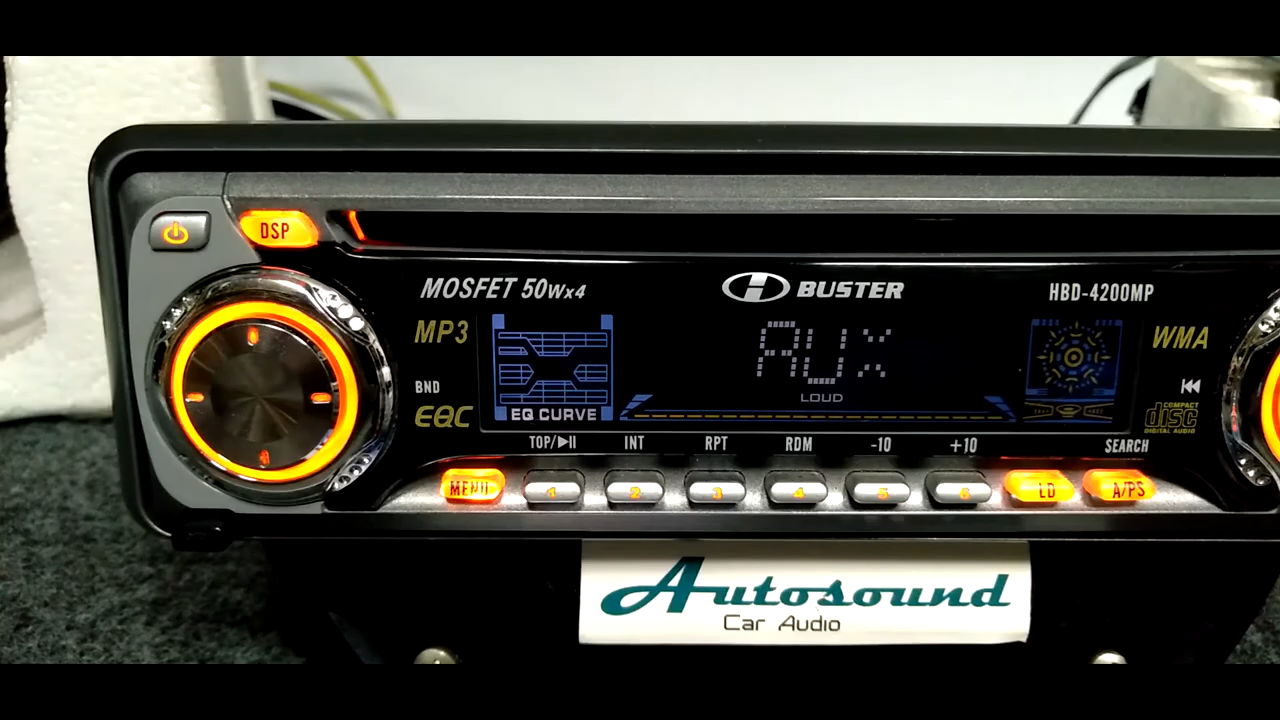 DSP
MOSFET 50Wx4
H BUSTER
HBD-4200MP
MP3
AUX
WMA
BND
EQC
EQ CURVE
LOUD
COMPACT
disc
DIGITAL AUDIO
TOP/
INT
RPT
RDM
-10
+10
SEARCH
MENU
1
2
3
4
5
6
LD
A/PS
Autosound
Car Audio